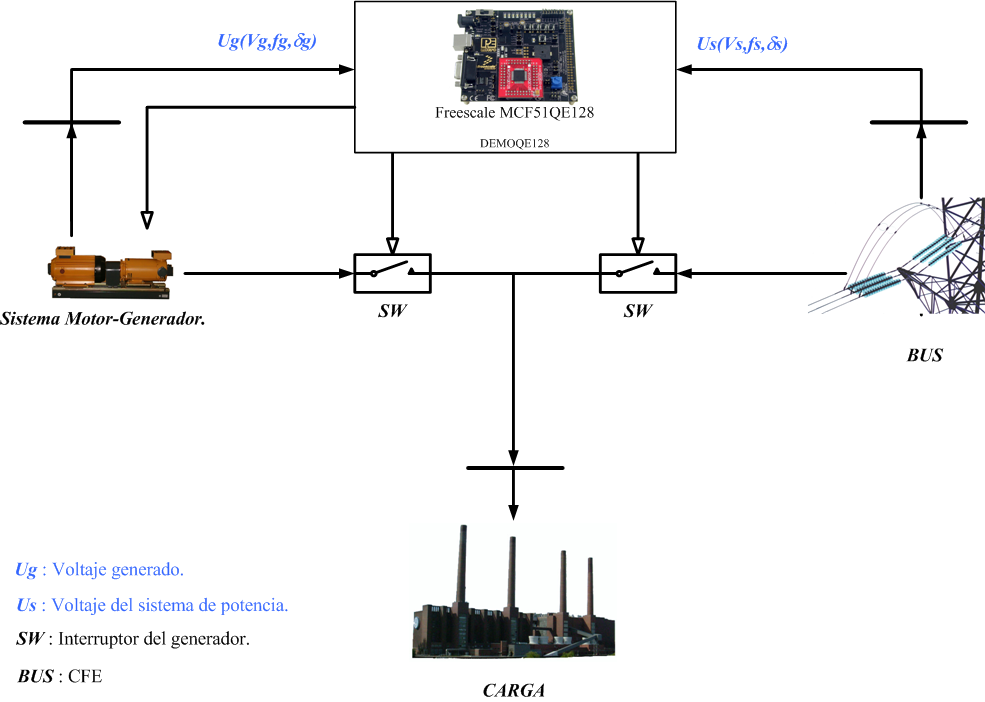 Ug(Vg,fg,δg)
Us(Vs,fs,δs)
Freescale MCF51QE128
DEMOQE128
SW
SW
Sistema Motor-Generador.
BUS
Ug : Voltaje generado.
Us : Voltaje del sistema de potencia.
SW : Interruptor del generador.
BUS : CFE
CARGA